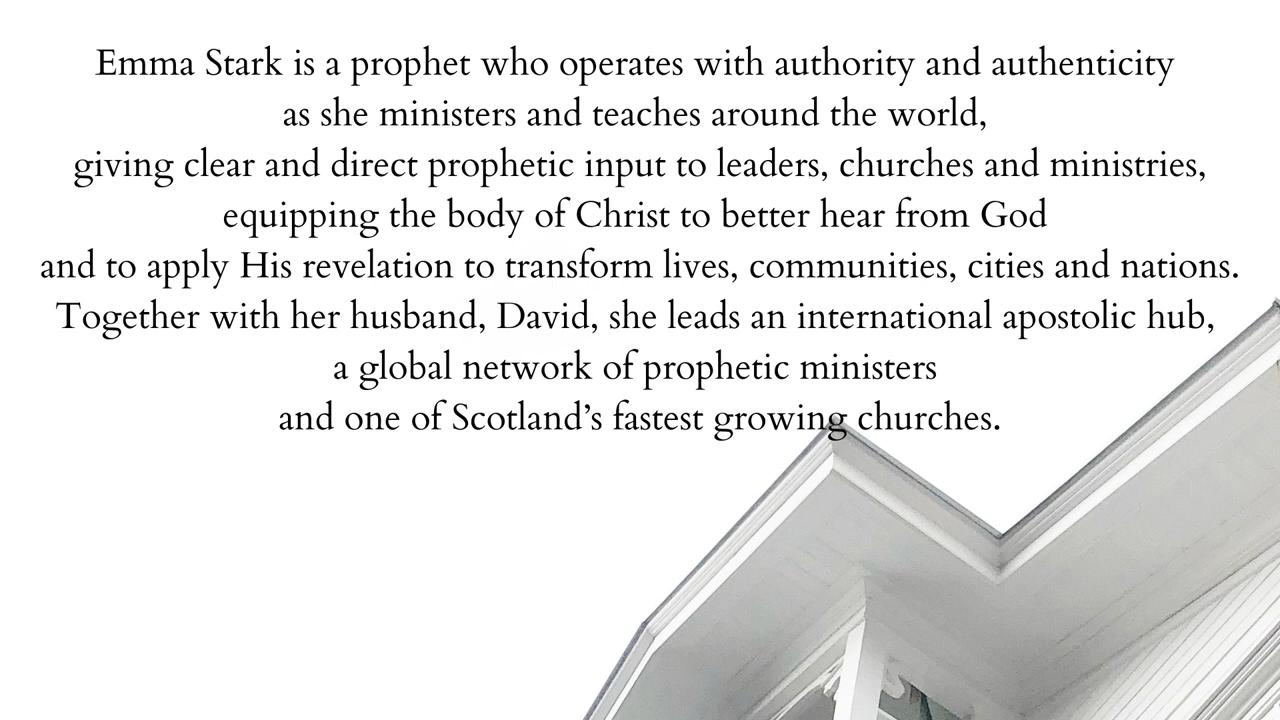 Emma Stark is a prophet who operates with authority and authenticity
as she ministers and teaches around the world,
giving clear and direct prophetic input to leaders, churches and ministries,
equipping the body of Christ to better hear from God
and to apply His revelation to transform lives, communities, cities and nations.
Together with her husband, David, she leads an international apostolic hub,
a global network of prophetic ministers
and one of Scotland’s fastest growing churches.